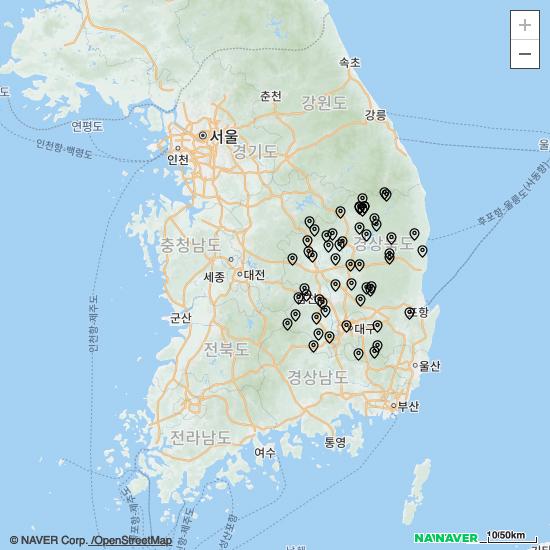 +
−
속초
춘천
강원도
강릉
도
연평도
서울
인천
경기도
인천항-백령도
울
후포항-울릉도(사동항)
충청남도
경상북도
세종
대전
군산
포항
대구
전북도
경상남도
울산
인천항-제주도
부산
전라남도
통영
여수
© NAVER Corp. /OpenStreetMap
NAVER
10/50km